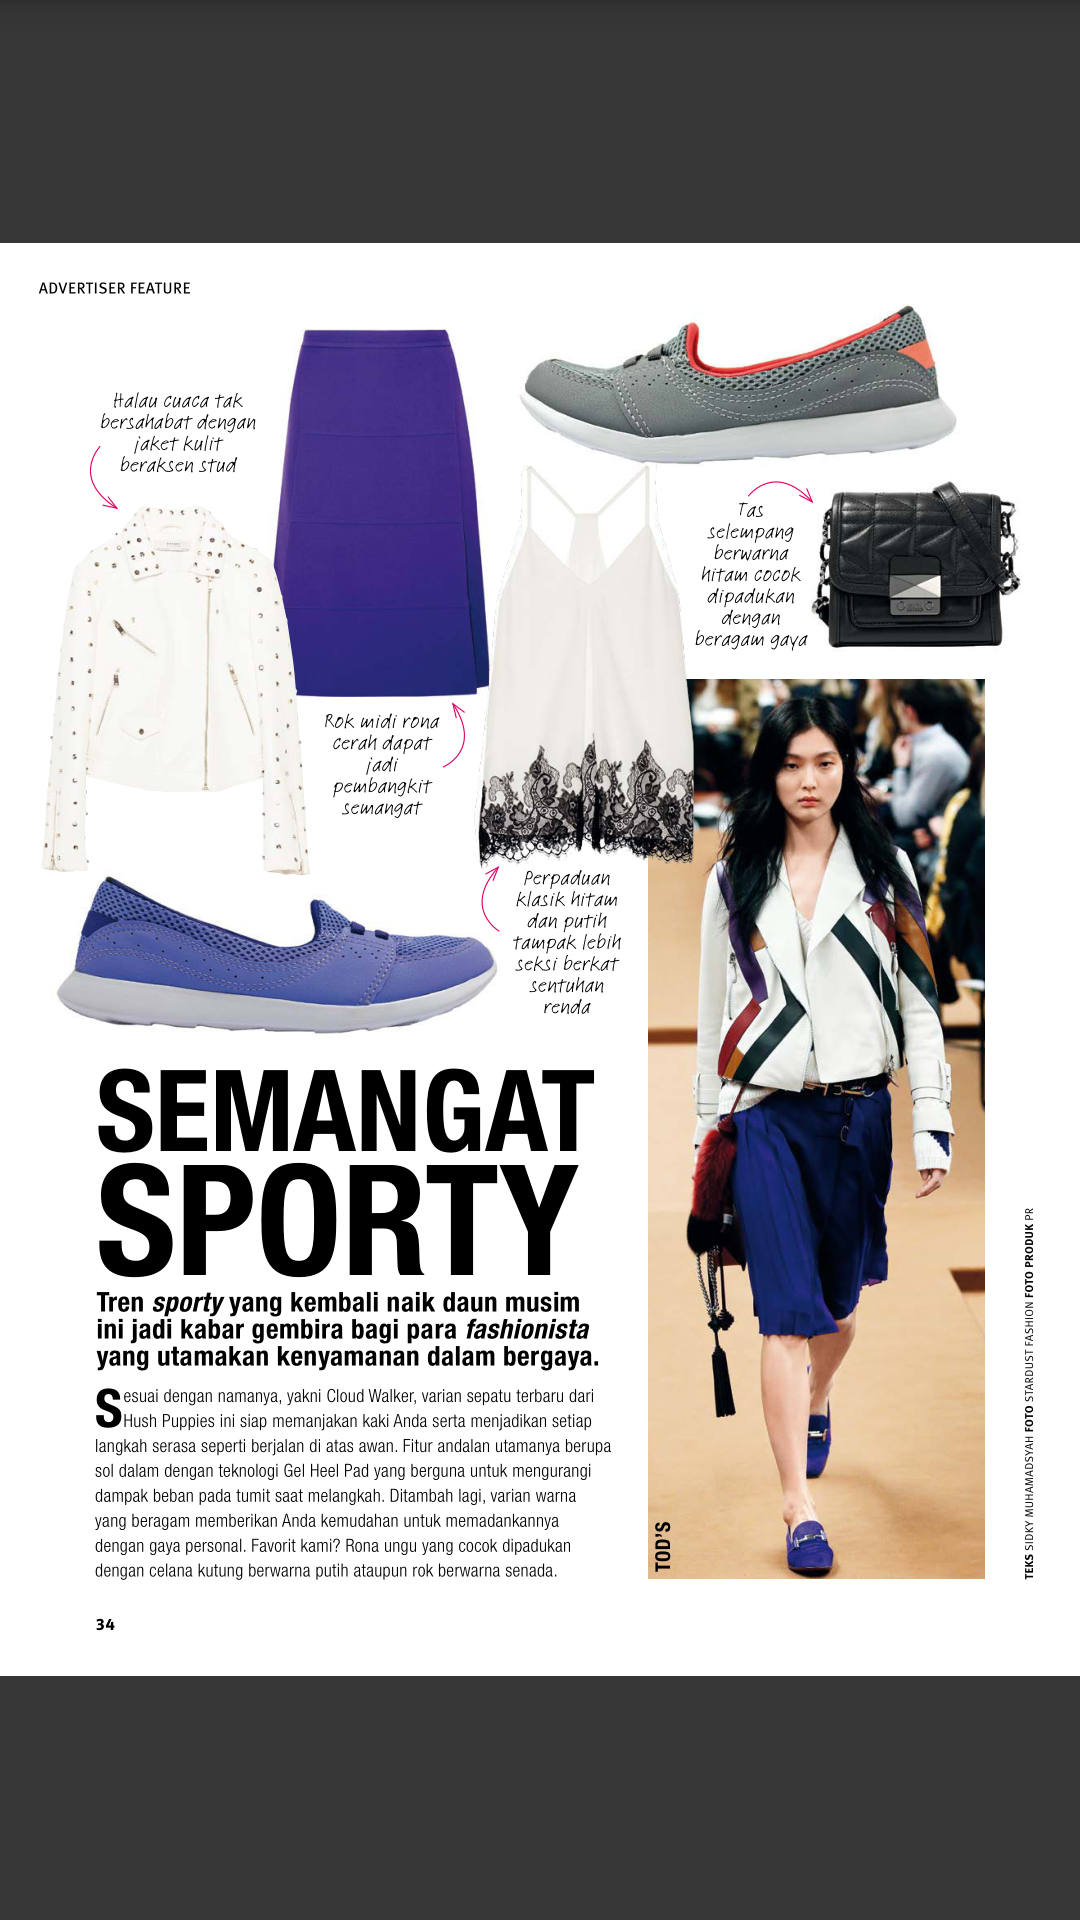 ADVERTISER FEATURE
Halau cuaca tak
bersahabat dengan
jaket kulit
beraksen stud
Tas
selempang
berwarna
hitam cocok
dipadukan
dengan
beragam gaya
Rok midi rona
cerah dapat
jadi
pembangkit
semangat
Perpaduan
klasik hitam
dan putih
tampak lebih
seksi berkat
sentuhan
renda
SEMANGAT
SPORTY
Tren sporty yang kembali naik daun musim
ini jadi kabar gembira bagi para fashionista
yang utamakan kenyamanan dalam bergaya.
Sesuai dengan namanya, yakni Cloud Walker, varian sepatu terbaru dari
Hush Puppies ini siap memanjakan kaki Anda serta menjadikan setiap
langkah serasa seperti berjalan di atas awan. Fitur andalan utamanya berupa
sol dalam dengan teknologi Gel Heel Pad yang berguna untuk mengurangi
dampak beban pada tumit saat melangkah. Ditambah lagi, varian warna
yang beragam memberikan Anda kemudahan untuk memadankannya
dengan gaya personal. Favorit kami? Rona ungu yang cocok dipadukan
dengan celana kutung berwarna putih ataupun rok berwarna senada.
TOD'S
TEKS SIDKY MUHAMADSYAH FOTO STARDUST FASHION FOTO PRODUK PR
34